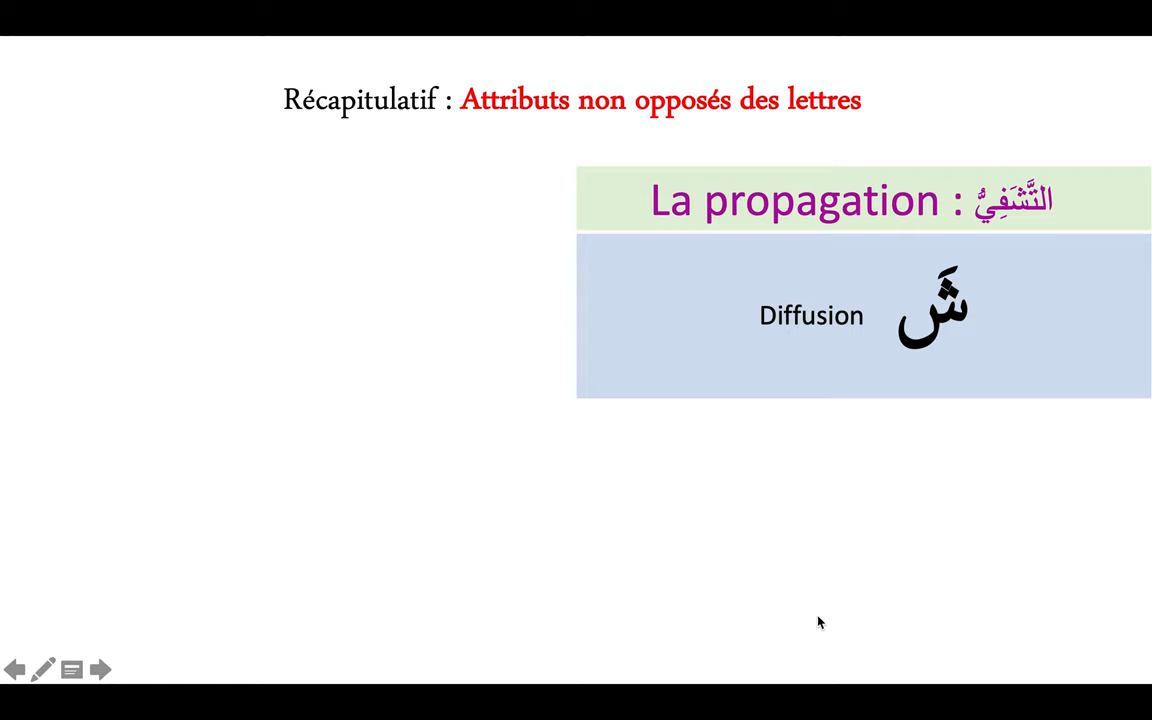 Récapitulatif : Attributs non opposés des lettres
La propagation : التَّشَفِيُّ
Diffusion شَ